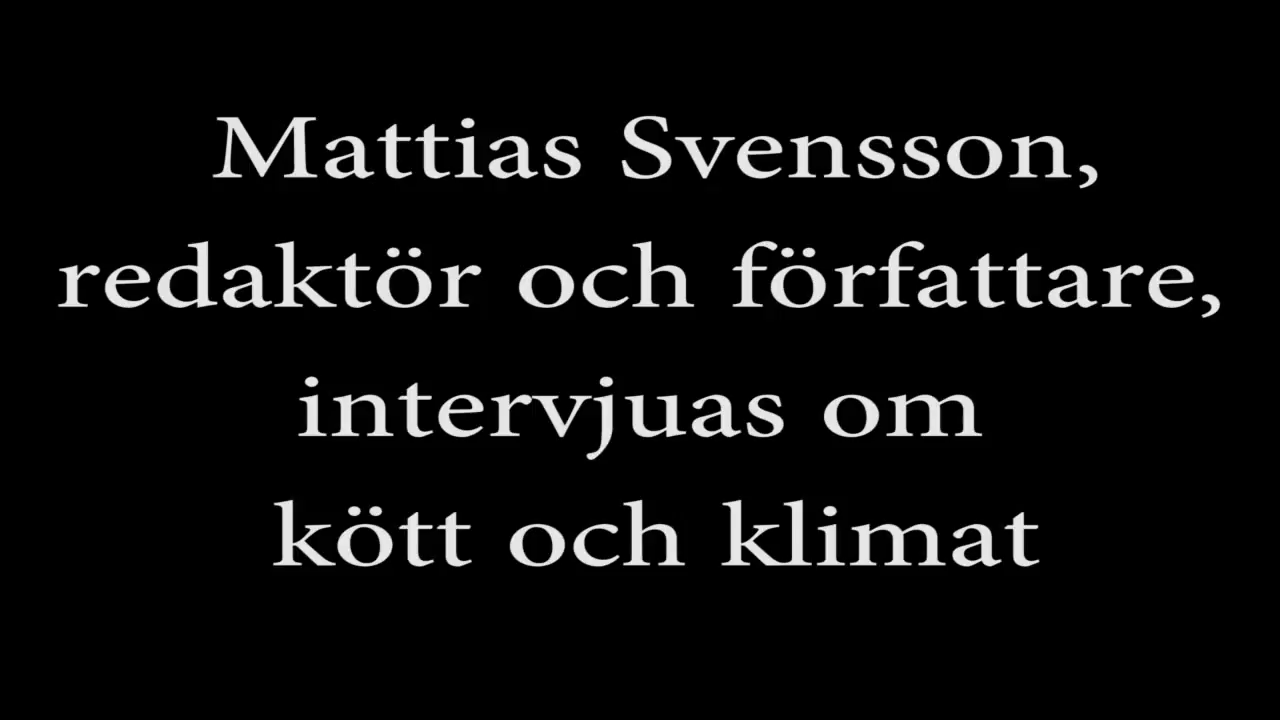 Mattias Svensson,
redaktör och författare,
intervjuas om
kött och klimat